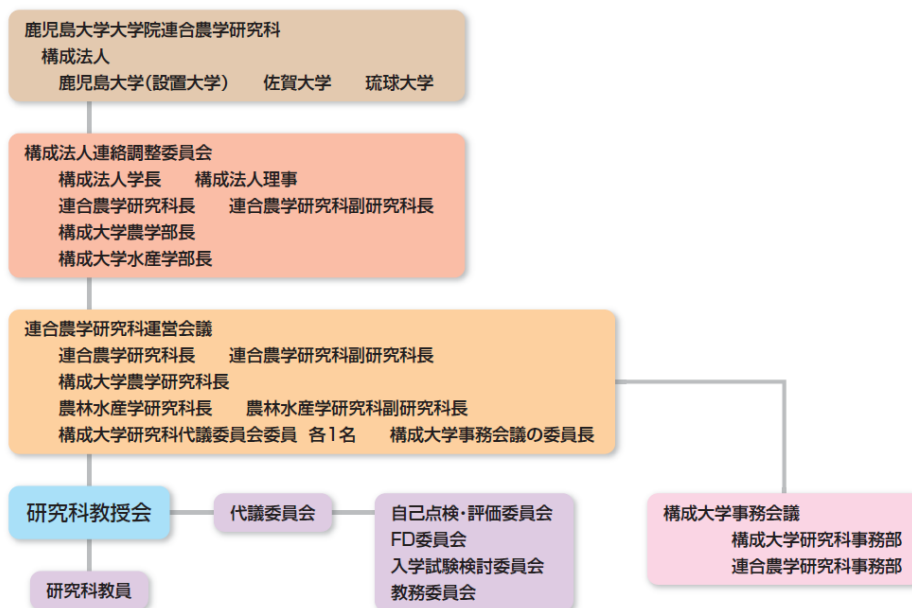 鹿児島大学大学院連合農学研究科
構成法人
鹿児島大学(設置大学) 佐賀大学 琉球大学
構成法人連絡調整委員会
構成法人学長 構成法人理事
連合農学研究科長 連合農学研究科副研究科長
構成大学農学部長
構成大学水産学部長
連合農学研究科運営会議
連合農学研究科長 連合農学研究科副研究科長
構成大学農学研究科長
農林水産学研究科長 農林水産学研究科副研究科長
構成大学研究科代議委員会委員 各1名 構成大学事務会議の委員長
研究科教授会
代議委員会
自己点検・評価委員会
FD委員会
入学試験検討委員会
教務委員会
研究科教員
構成大学事務会議
構成大学研究科事務部
連合農学研究科事務部